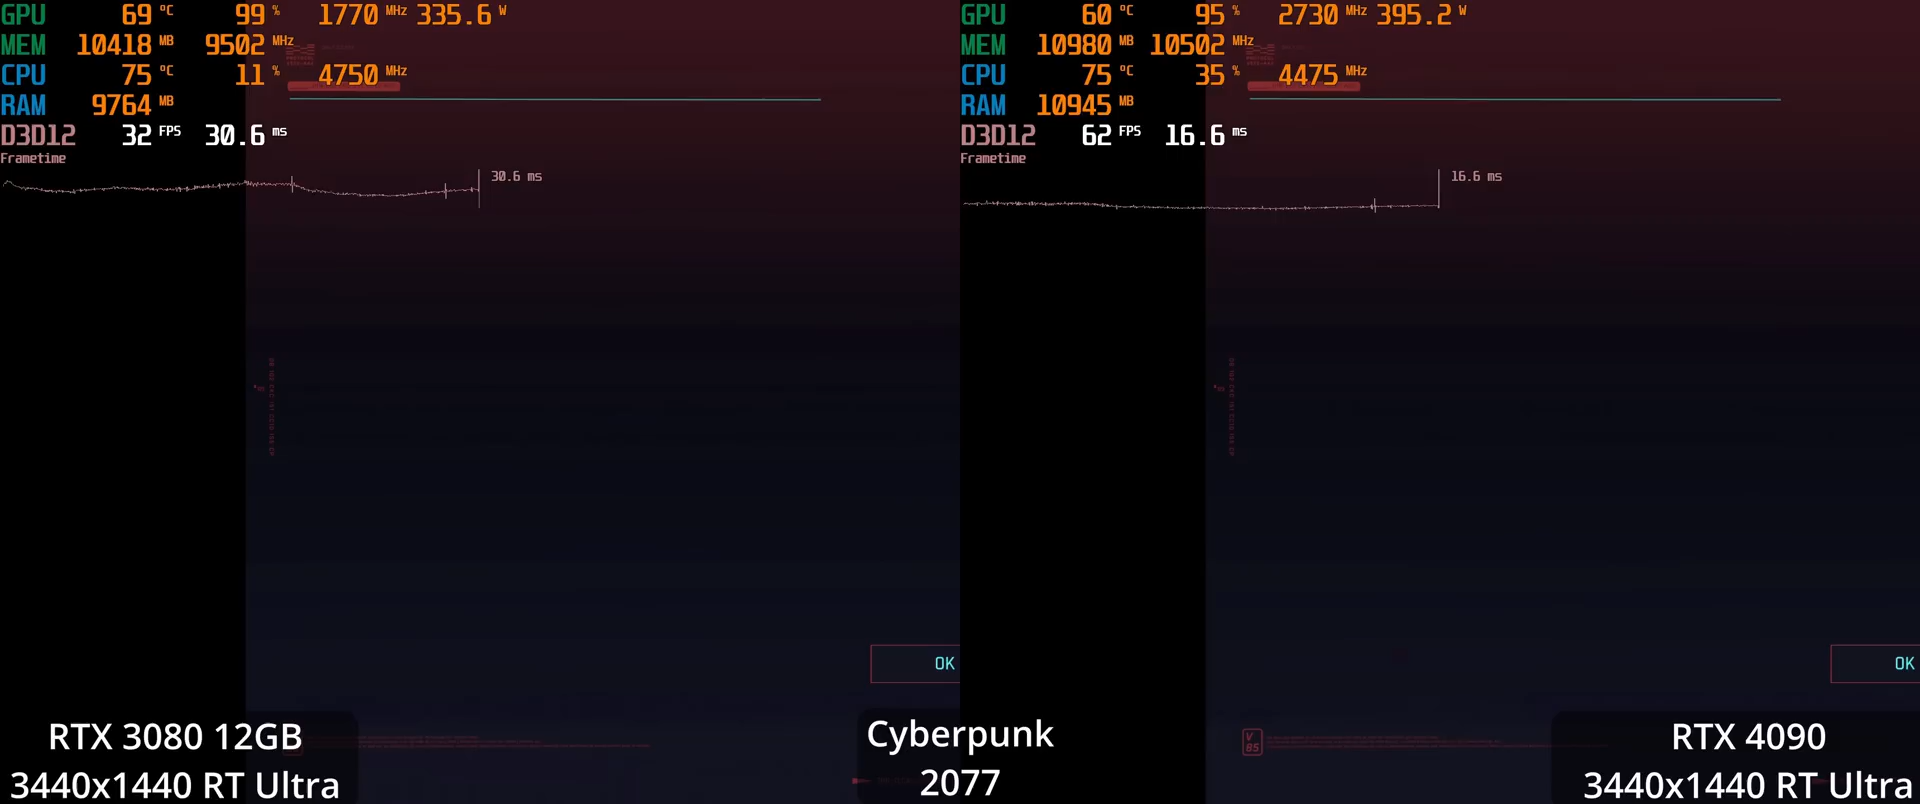 GPU 69 °C 99 % 1770 MHz 335.6 W
MEM 10418 MB 9502 MHz
CPU 75 °C 11 % 4750 MHz
RAM 9764 MB
D3D12 32 FPS 30.6 ms
Frametime
30.6 ms
OK
RTX 3080 12GB
3440x1440 RT Ultra
Cyberpunk
2077
GPU 60 °C 95 % 2730 MHz 395.2 W
MEM 10980 MB 10502 MHz
CPU 75 °C 35 % 4475 MHz
RAM 10945 MB
D3D12 62 FPS 16.6 ms
Frametime
16.6 ms
OK
V
85
RTX 4090
3440x1440 RT Ultra